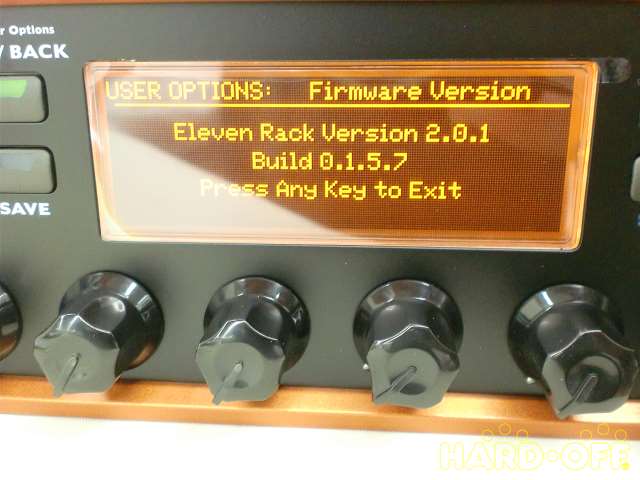 r Options
/ BACK
USER OPTIONS: Firmware Version
Eleven Rack Version 2.0.1
Build 0.1.5.7
Press Any Key to Exit
SAVE
HARD·OFF